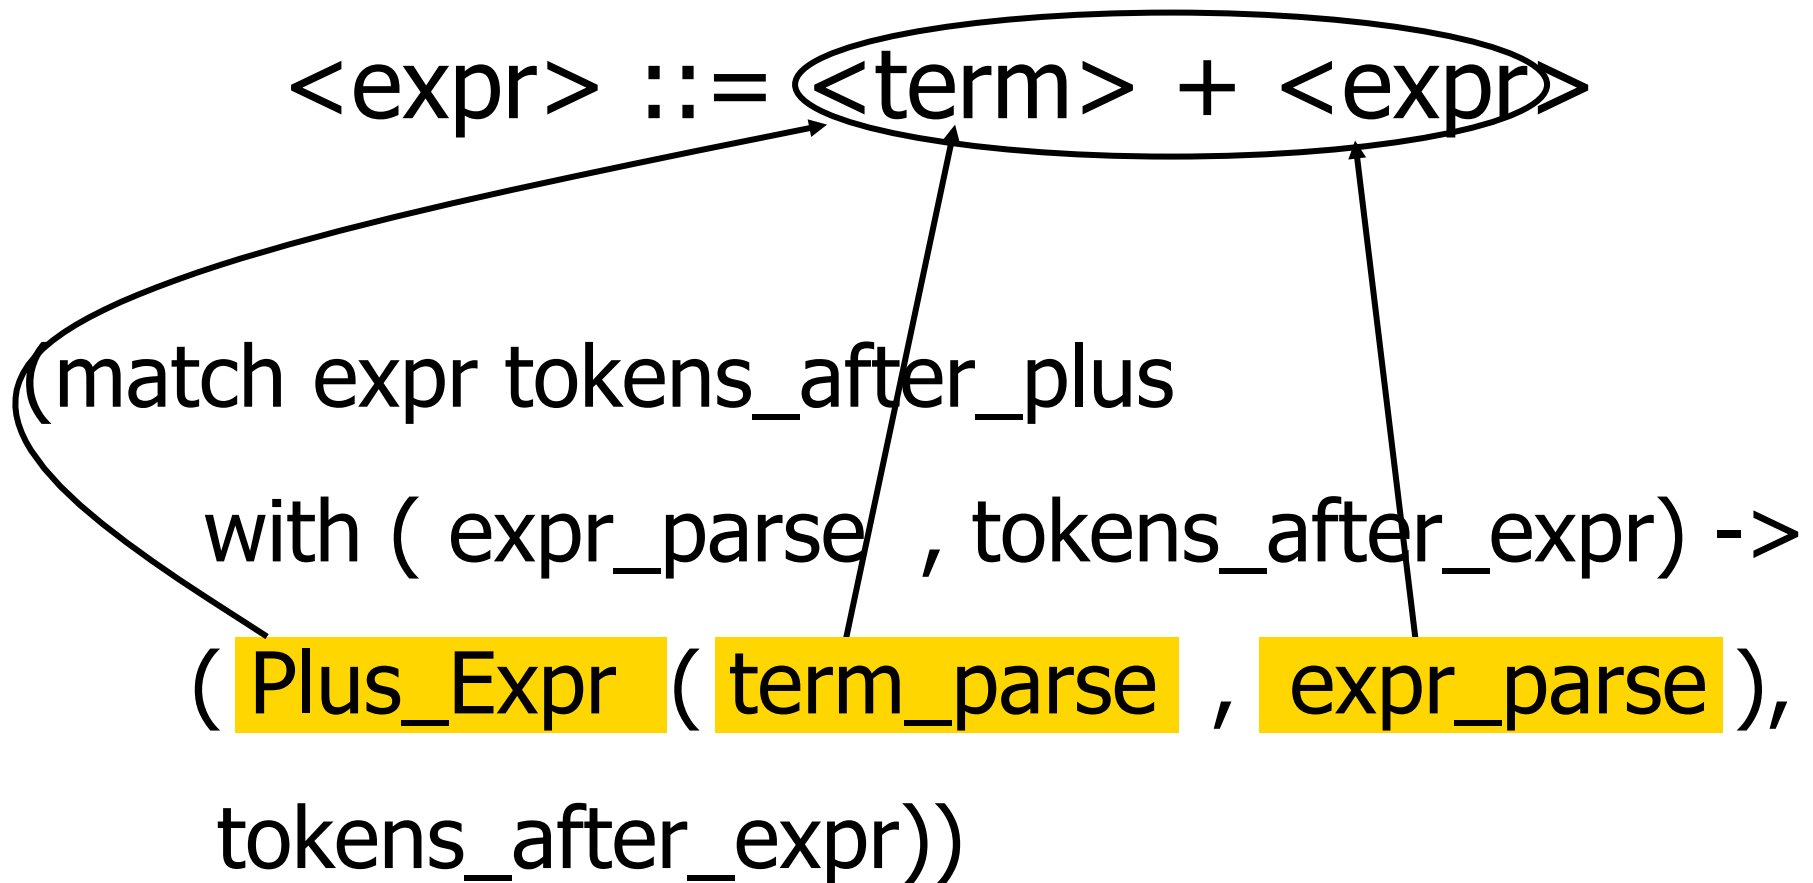 <expr> ::= <term> + <expr>
(match expr tokens_after_plus
with ( expr_parse , tokens_after_expr) ->
( Plus_Expr ( term_parse , expr_parse ),
tokens_after_expr))